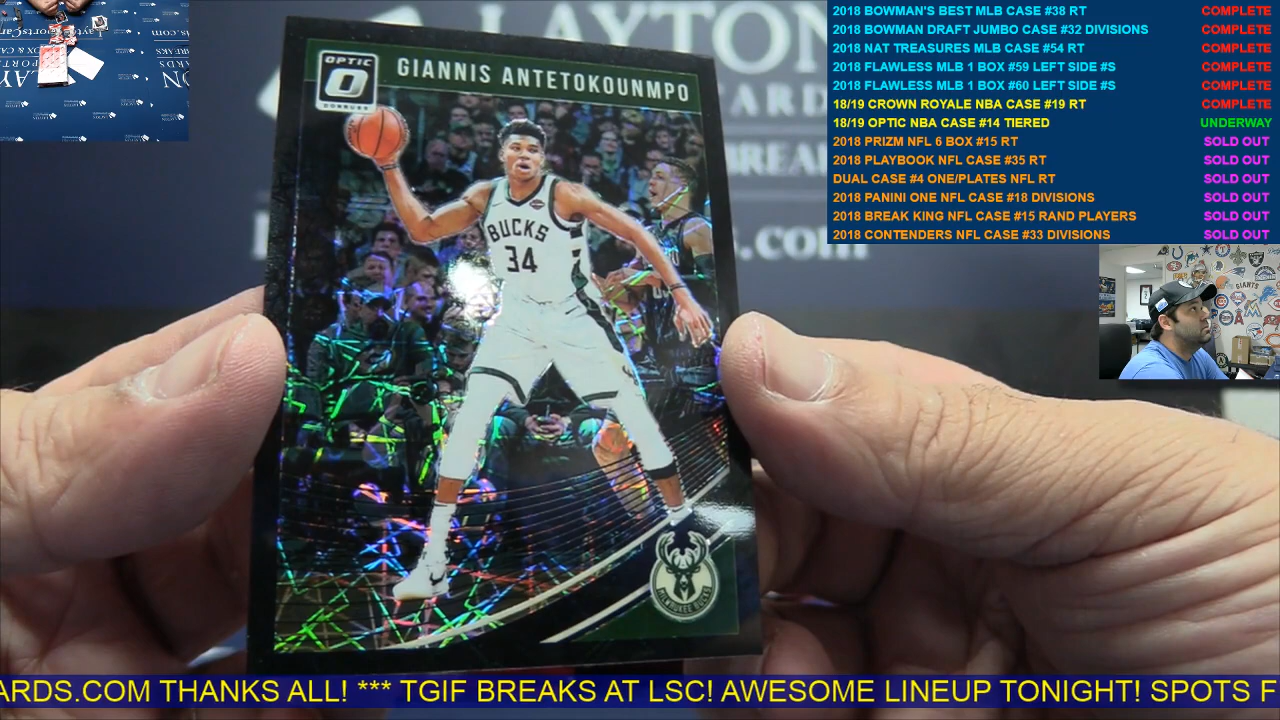 2018 BOWMAN'S BEST MLB CASE #38 RT COMPLETE
2018 BOWMAN DRAFT JUMBO CASE #32 DIVISIONS COMPLETE
2018 NAT TREASURES MLB CASE #54 RT COMPLETE
2018 FLAWLESS MLB 1 BOX #59 LEFT SIDE #S COMPLETE
2018 FLAWLESS MLB 1 BOX #60 LEFT SIDE #S COMPLETE
18/19 CROWN ROYALE NBA CASE #19 RT COMPLETE
18/19 OPTIC NBA CASE #14 TIERED UNDERWAY
2018 PRIZM NFL 6 BOX #15 RT SOLD OUT
2018 PLAYBOOK NFL CASE #35 RT SOLD OUT
DUAL CASE #4 ONE/PLATES NFL RT SOLD OUT
2018 PANINI ONE NFL CASE #18 DIVISIONS SOLD OUT
2018 BREAK KING NFL CASE #15 RAND PLAYERS SOLD OUT
2018 CONTENDERS NFL CASE #33 DIVISIONS SOLD OUT
LAYTON
.com
OPTIC
DONRUSS
GIANNIS ANTETOKOUNMPO
BUCKS
34
MILWAUKEE BUCKS
GIANTS
ARDS.COM THANKS ALL! *** TGIF BREAKS AT LSC! AWESOME LINEUP TONIGHT! SPOTS F